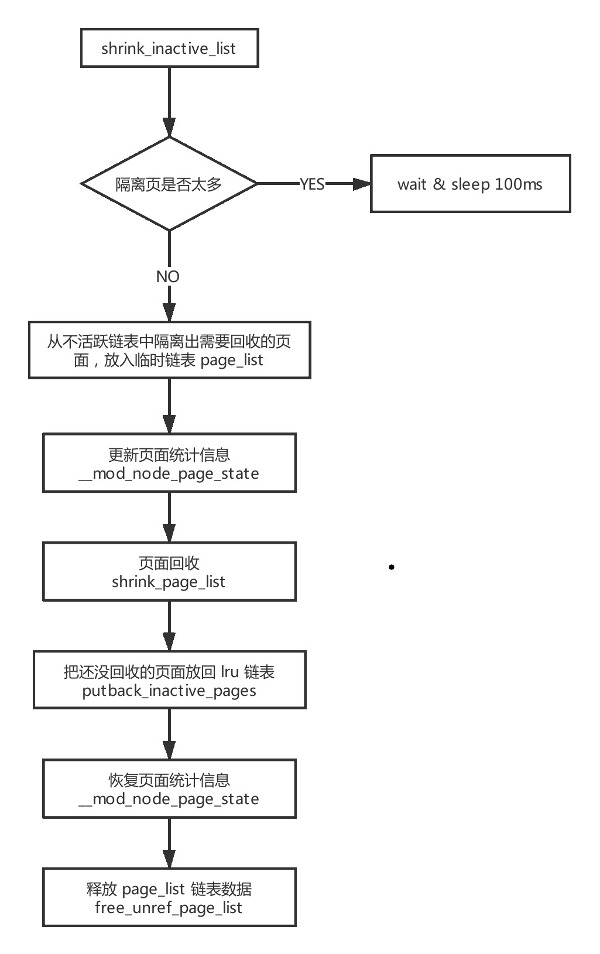 shrink_inactive_list
隔离页是否太多
YES
wait & sleep 100ms
NO
从不活跃链表中隔离出需要回收的页
面，放入临时链表 page_list
更新页面统计信息
__mod_node_page_state
页面回收
shrink_page_list
把还没回收的页面放回 lru 链表
putback_inactive_pages
恢复页面统计信息
__mod_node_page_state
释放 page_list 链表数据
free_unref_page_list